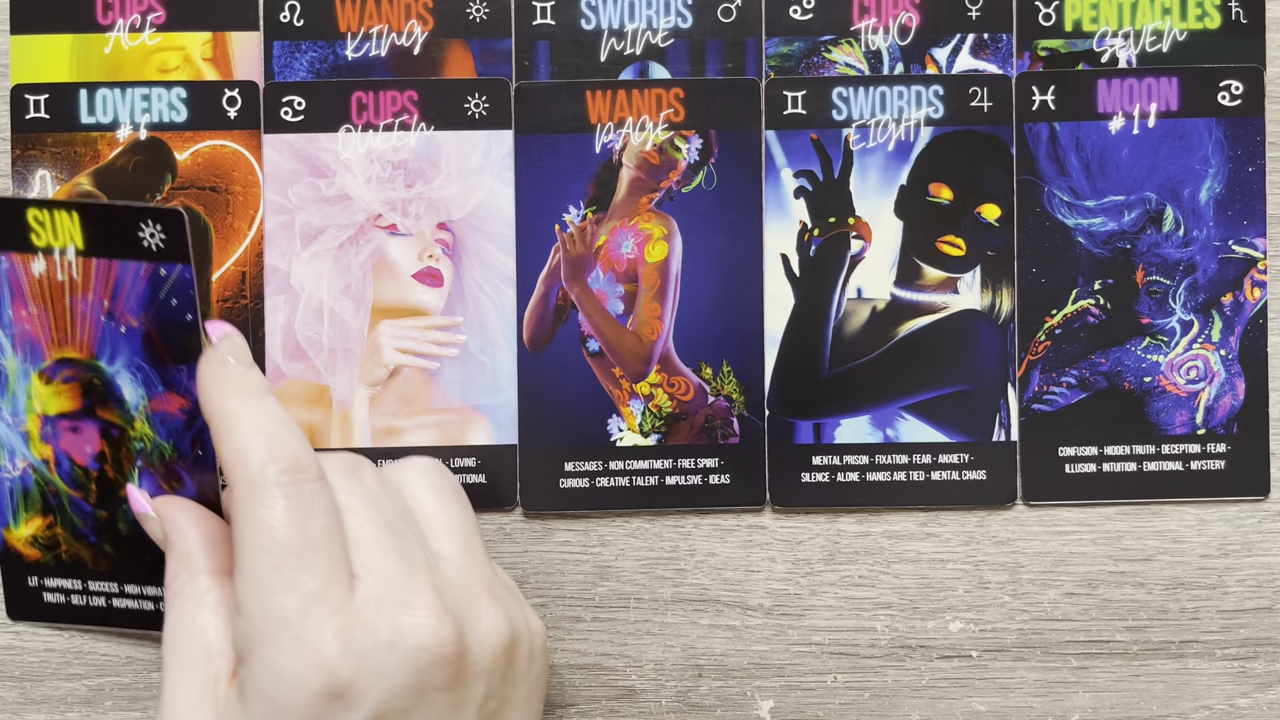 CUPS
ACE
WANDS
KING
SWORDS
NINE
CUPS
TWO
PENTACLES
SEVEN
LOVERS
#6
CUPS
QUEEN
WANDS
PAGE
SWORDS
EIGHT
MOON
#18
SUN
#19
- LOVING -
MESSAGES - NON COMMITMENT - FREE SPIRIT -
CURIOUS - CREATIVE TALENT - IMPULSIVE - IDEAS
MENTAL PRISON - FIXATION- FEAR - ANXIETY -
SILENCE - ALONE - HANDS ARE TIED - MENTAL CHAOS
CONFUSION - HIDDEN TRUTH - DECEPTION - FEAR -
ILLUSION - INTUITION - EMOTIONAL - MYSTERY
LIT - HAPPINESS - SUCCESS - HIGH
TRUTH - SELF LOVE - INSPIRATION -